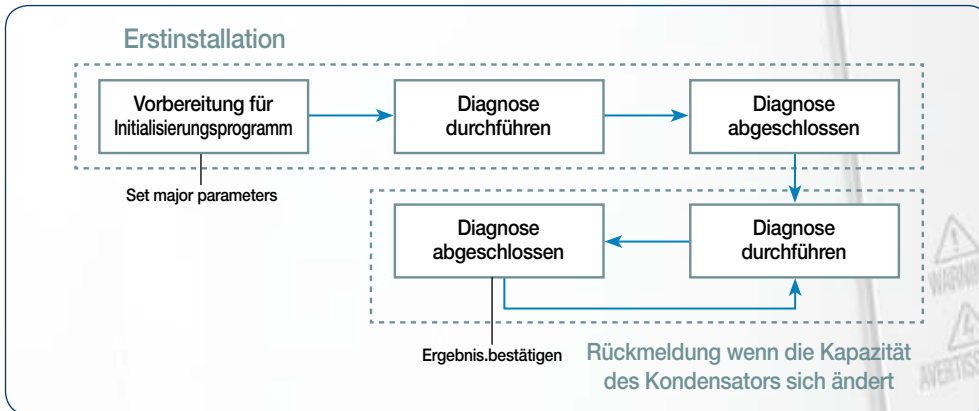 Erstinstallation
Vorbereitung für
Initialisierungsprogramm
Diagnose
durchführen
Diagnose
abgeschlossen
Set major parameters
Diagnose
abgeschlossen
Diagnose
durchführen
Ergebnis.bestätigen
Rückmeldung wenn die Kapazität
des Kondensators sich ändert